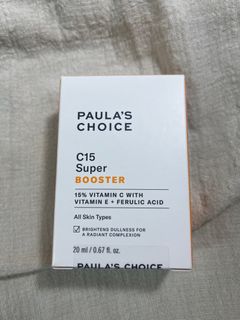 PAULA'S
CHOICE
C15
Super
BOOSTER
15% VITAMIN C WITH
VITAMIN E + FERULIC ACID
All Skin Types
BRIGHTENS DULLNESS FOR
A RADIANT COMPLEXION
20 ml / 0.67 fl. oz.
PAULA'S CHOICE